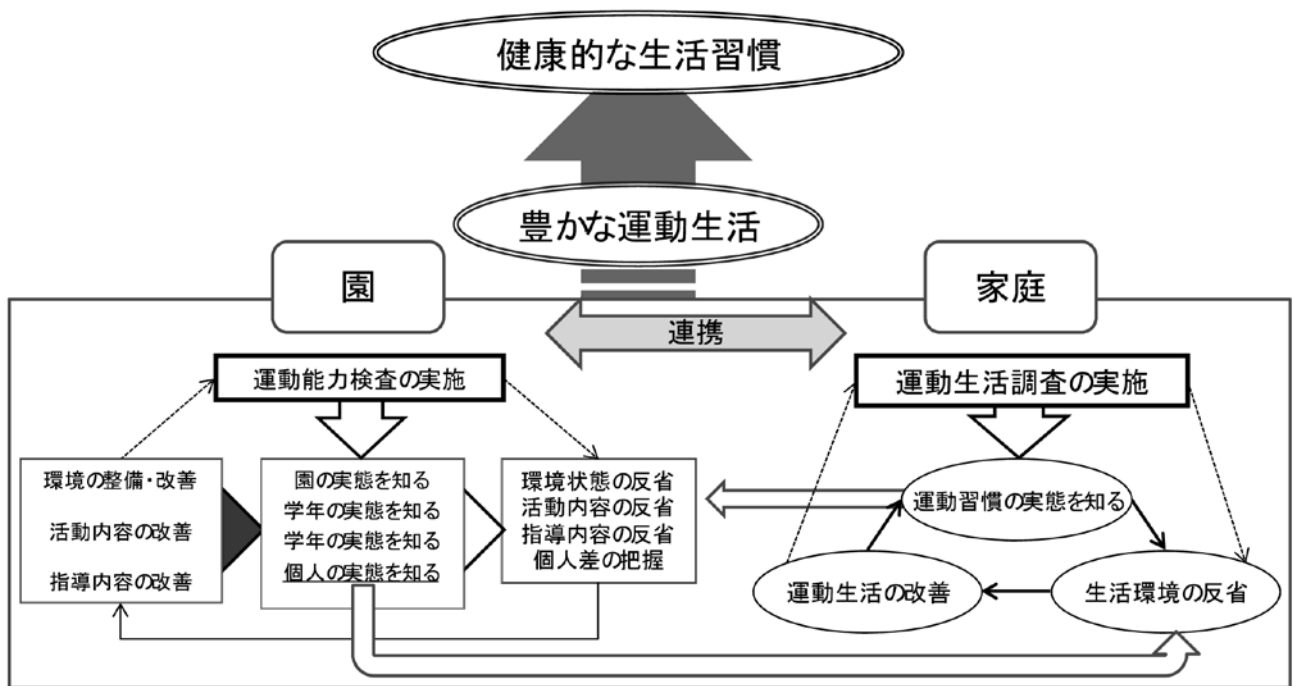 健康的な生活習慣
豊かな運動生活
園
家庭
連携
運動能力検査の実施
運動生活調査の実施
環境の整備・改善
活動内容の改善
指導内容の改善
園の実態を知る
学年の実態を知る
学年の実態を知る
個人の実態を知る
環境状態の反省
活動内容の反省
指導内容の反省
個人差の把握
運動習慣の実態を知る
運動生活の改善
生活環境の反省